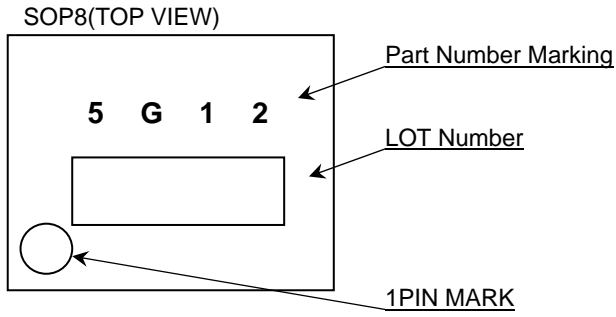 SOP8(TOP VIEW)
Part Number Marking
5 G 1 2
LOT Number
1PIN MARK